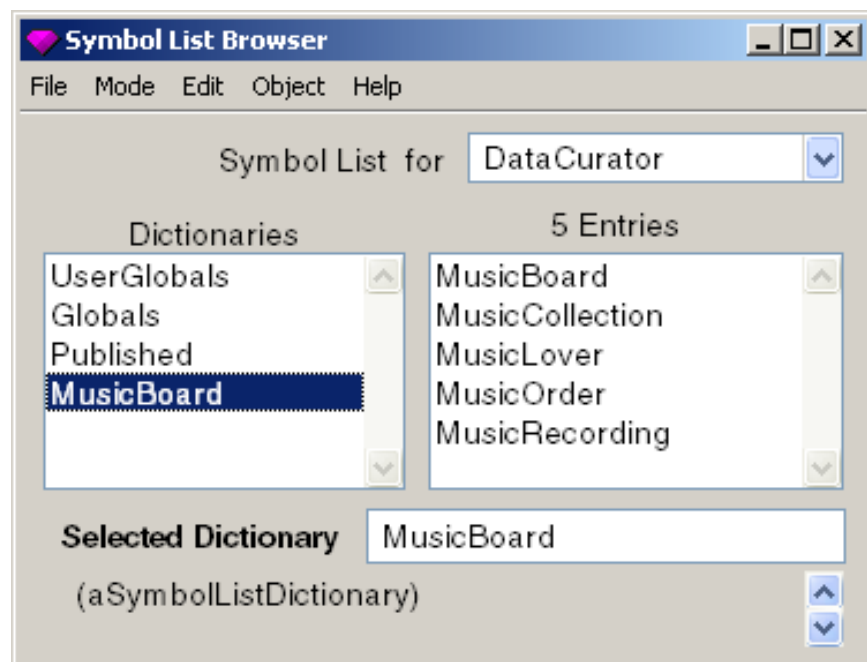 Symbol List Browser
File Mode Edit Object Help
Symbol List for DataCurator
Dictionaries
UserGlobals
Globals
Published
MusicBoard
5 Entries
MusicBoard
MusicCollection
MusicLover
MusicOrder
MusicRecording
Selected Dictionary MusicBoard
(aSymbolListDictionary)